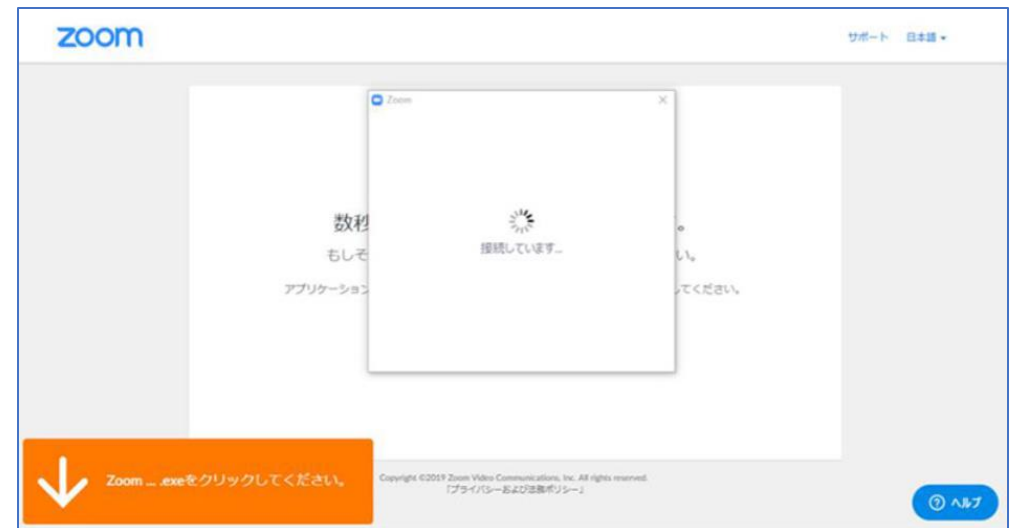 zoom
サポート 日本語
Zoom
数秒
。
接続しています...
もしそ
い。
アプリケーション
してください。
Zoom ... .exeをクリックしてください。
Copyright ©2019 Zoom Video Communications, Inc. All rights reserved.
「プライバシーおよび法務ポリシー」
ヘルプ